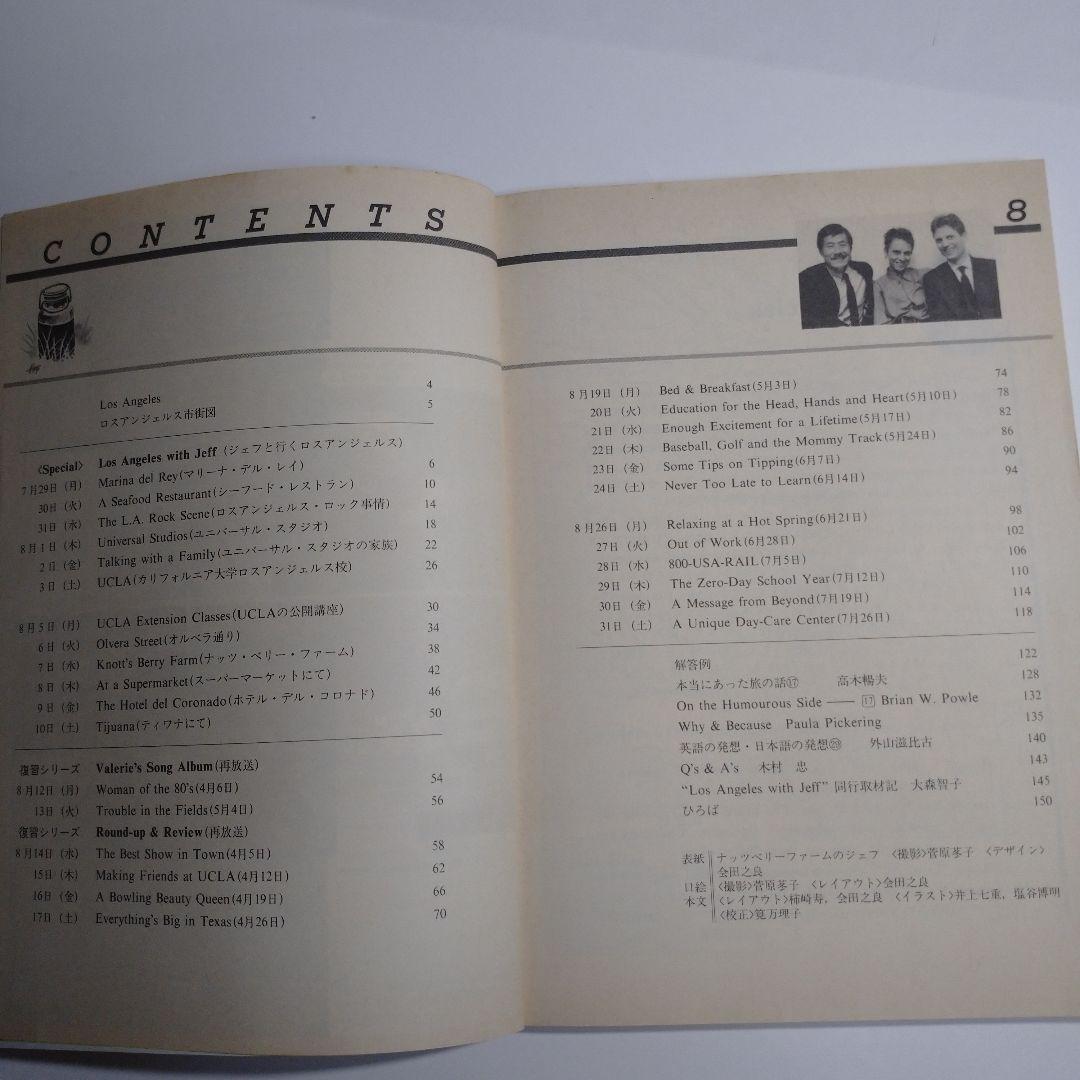 CONTENTS
Los Angeles 4
ロスアンジェルス市街図 5
〈Special〉 Los Angeles with Jeff (ジェフと行くロスアンジェルス)
7月29日(月) Marina del Rey(マリーナ・デル・レイ) 6
30日(火) A Seafood Restaurant(シーフード・レストラン) 10
31日(水) The L.A. Rock Scene(ロスアンジェルス・ロック事情) 14
8月1日(木) Universal Studios(ユニバーサル・スタジオ) 18
2日(金) Talking with a Family(ユニバーサル・スタジオの家族) 22
3日(土) UCLA(カリフォルニア大学ロスアンジェルス校) 26
8月5日(月) UCLA Extension Classes(UCLAの公開講座) 30
6日(火) Olvera Street(オルベラ通り) 34
7日(水) Knott's Berry Farm(ナッツ・ベリー・ファーム) 38
8日(木) At a Supermarket(スーパーマーケットにて) 42
9日(金) The Hotel del Coronado(ホテル・デル・コロナド) 46
10日(土) Tijuana(ティワナにて) 50
復習シリーズ Valerie's Song Album(再放送)
8月12日(月) Woman of the 80's(4月6日) 54
13日(火) Trouble in the Fields(5月4日) 56
復習シリーズ Round-up & Review(再放送)
8月14日(水) The Best Show in Town(4月5日) 58
15日(木) Making Friends at UCLA(4月12日) 62
16日(金) A Bowling Beauty Queen(4月19日) 66
17日(土) Everything's Big in Texas(4月26日) 70
8
8月19日(月) Bed & Breakfast(5月3日) 74
20日(火) Education for the Head, Hands and Heart(5月10日) 78
21日(水) Enough Excitement for a Lifetime(5月17日) 82
22日(木) Baseball, Golf and the Mommy Track(5月24日) 86
23日(金) Some Tips on Tipping(6月7日) 90
24日(土) Never Too Late to Learn(6月14日) 94
8月26日(月) Relaxing at a Hot Spring(6月21日) 98
27日(火) Out of Work(6月28日) 102
28日(水) 800-USA-RAIL(7月5日) 106
29日(木) The Zero-Day School Year(7月12日) 110
30日(金) A Message from Beyond(7月19日) 114
31日(土) A Unique Day-Care Center(7月26日) 118
解答例 122
本当にあった旅の話⑰ 高木暢夫 128
On the Humourous Side ── 17 Brian W. Powle 132
Why & Because Paula Pickering 135
英語の発想・日本語の発想㉙ 外山滋比古 140
Q's & A's 木村 忠 143
"Los Angeles with Jeff" 同行取材記 大森智子 145
ひろば 150
表紙 ナッツベリーファームのジェフ 〈撮影〉菅原孝子 〈デザイン〉
会田之良
口絵 〈撮影〉菅原孝子 〈レイアウト〉会田之良
本文 〈レイアウト〉柿崎寿, 会田之良 〈イラスト〉井上七重, 塩谷博明
〈校正〉筧万理子